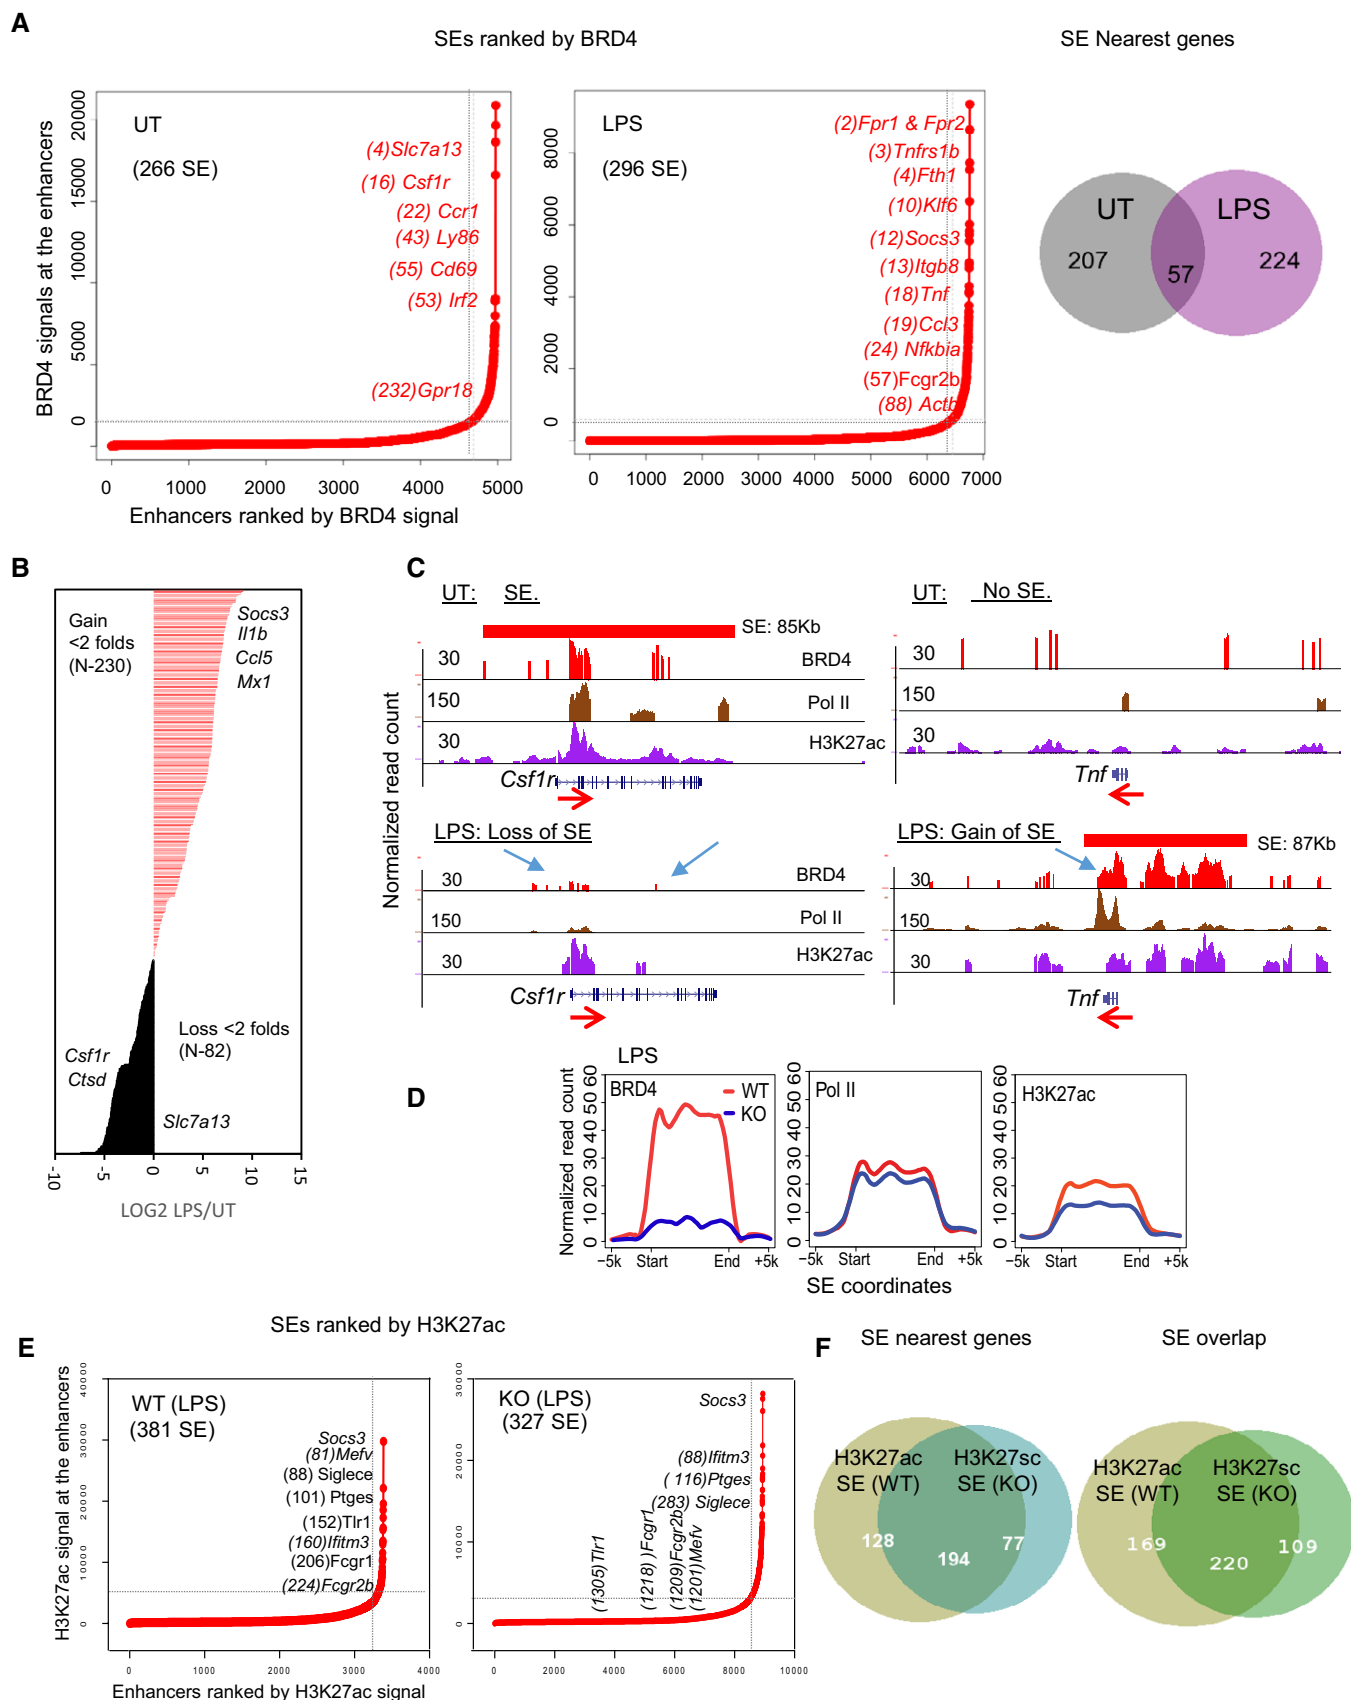 A
SEs ranked by BRD4
SE Nearest genes
BRD4 signals at the enhancers
20000
15000
10000
5000
0
UT
(266 SE)
(4)Slc7a13
(16) Csf1r
(22) Ccr1
(43) Ly86
(55) Cd69
(53) Irf2
(232)Gpr18
0 1000 2000 3000 4000 5000
Enhancers ranked by BRD4 signal
8000
6000
4000
2000
0
LPS
(296 SE)
(2)Fpr1 & Fpr2
(3)Tnfrs1b
(4)Fth1
(10)Klf6
(12)Socs3
(13)Itgb8
(18)Tnf
(19)Ccl3
(24) Nfkbia
(57)Fcgr2b
(88) Actb
0 1000 2000 3000 4000 5000 6000 7000
UT LPS
207 57 224
B
Gain
<2 folds
(N-230)
Socs3
Il1b
Ccl5
Mx1
Loss <2 folds
(N-82)
Csf1r
Ctsd
Slc7a13
-10 -5 0 5 10 15
LOG2 LPS/UT
C
Normalized read count
UT: SE.
SE: 85Kb
30 BRD4
150 Pol II
30 H3K27ac
Csf1r
UT: No SE.
30
150
30
Tnf
LPS: Loss of SE
30 BRD4
150 Pol II
30 H3K27ac
Csf1r
LPS: Gain of SE
SE: 87Kb
30
150
30
Tnf
D
LPS
Normalized read count
0 10 20 30 40 50 60
BRD4
WT
KO
−5k Start End +5k
0 10 20 30 40 50 60
Pol II
−5k Start End +5k
0 10 20 30 40 50 60
H3K27ac
−5k Start End +5k
SE coordinates
SEs ranked by H3K27ac
E
H3K27ac signal at the enhancers
40000
30000
20000
10000
0
WT (LPS)
(381 SE)
Socs3
(81)Mefv
(88) Siglece
(101) Ptges
(152)Tlr1
(160)Ifitm3
(206)Fcgr1
(224)Fcgr2b
0 1000 2000 3000 4000
Enhancers ranked by H3K27ac signal
30000
20000
10000
0
KO (LPS)
(327 SE)
Socs3
(88)Ifitm3
( 116)Ptges
(283) Siglece
(1305)Tlr1
(1218) )Fcgr1
(1209)Fcgr2b
(1201)Mefv
0 2000 4000 6000 8000 10000
F
SE nearest genes
H3K27ac
SE (WT)
H3K27sc
SE (KO)
128 194 77
SE overlap
H3K27ac
SE (WT)
H3K27sc
SE (KO)
169 220 109